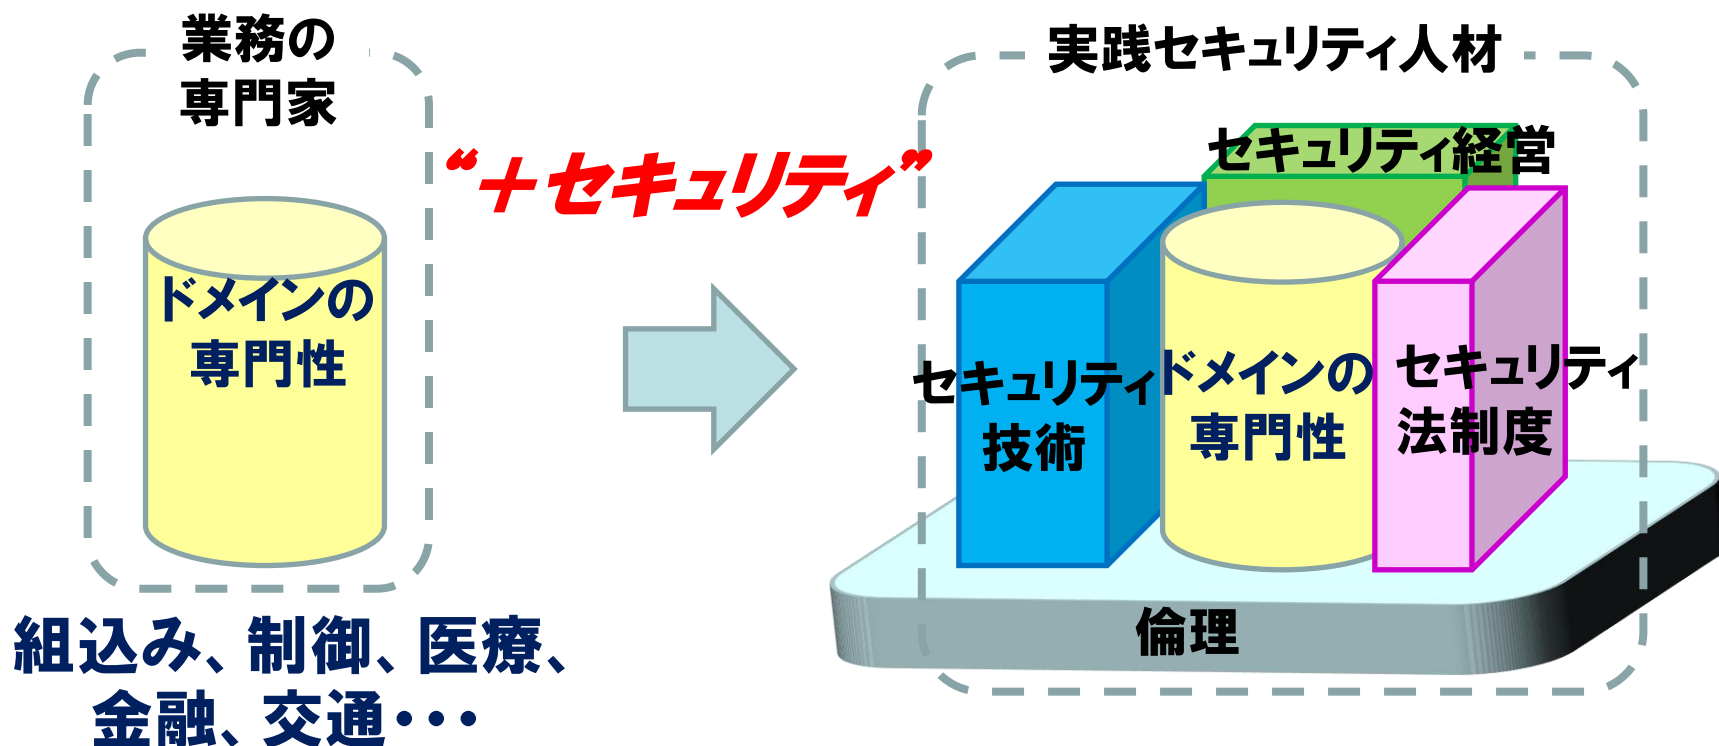 業務の
専門家
ドメインの
専門性
組込み、制御、医療、
金融、交通・・・
“＋セキュリティ”
実践セキュリティ人材
セキュリティ経営
セキュリティ
技術
ドメインの
専門性
セキュリティ
法制度
倫理